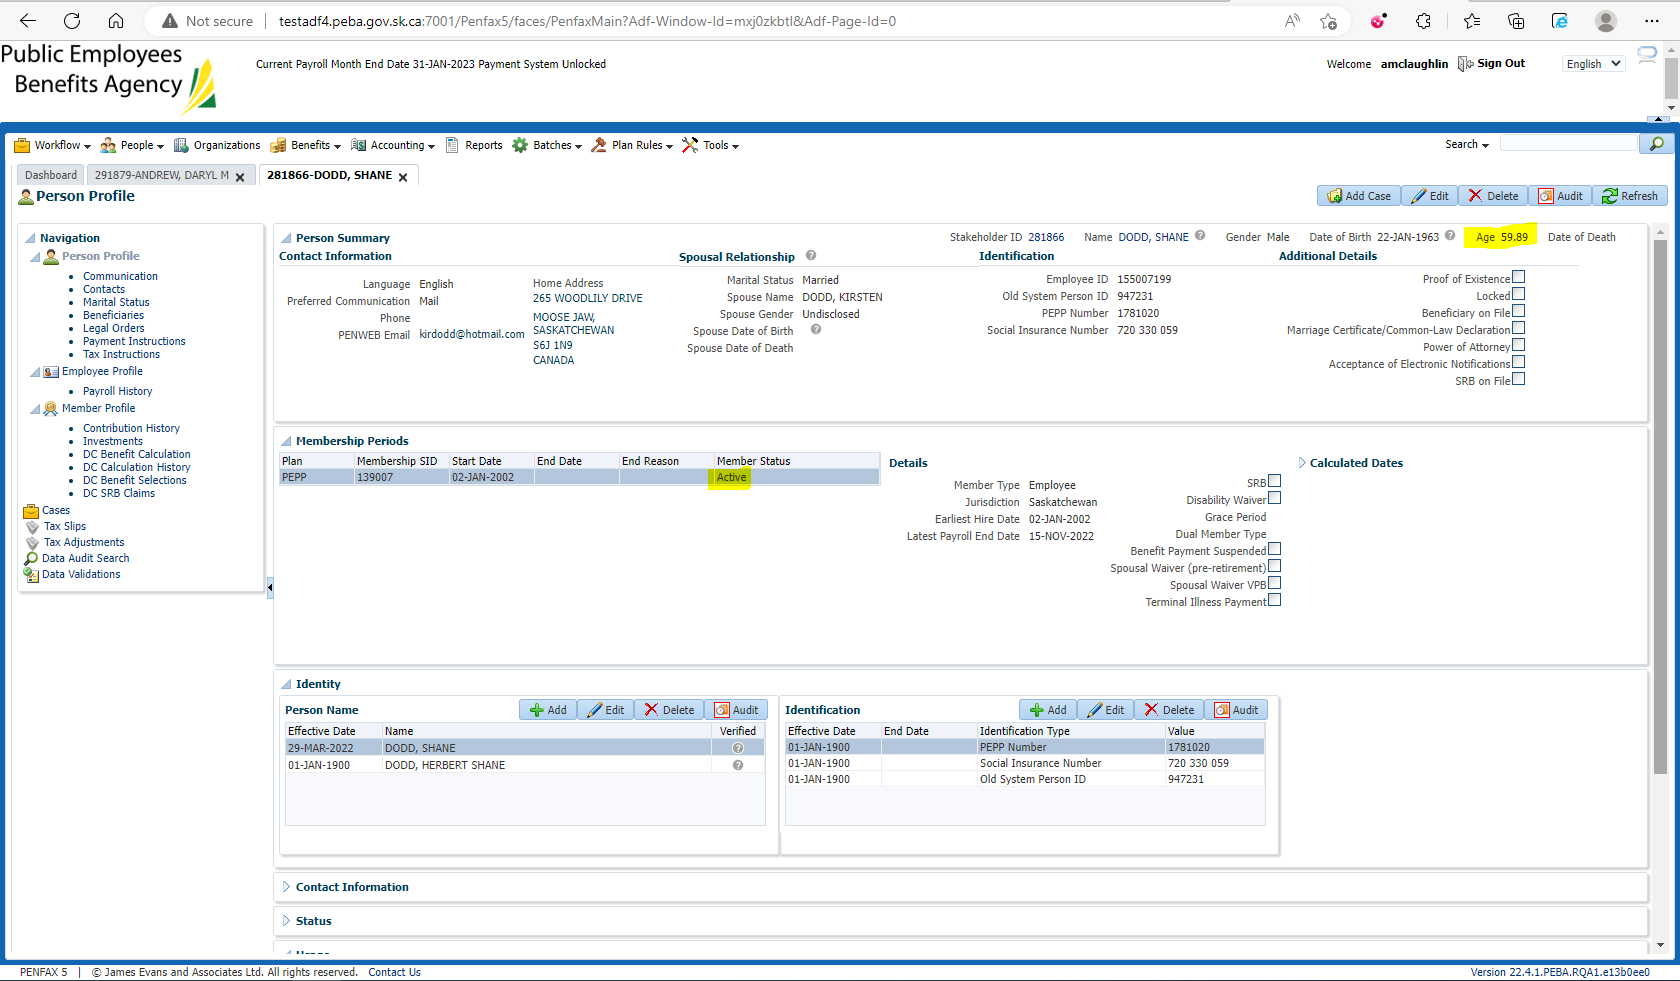 Not secure | testadf4.peba.gov.sk.ca:7001/Penfax5/faces/PenfaxMain?Adf-Window-Id=mxj0zkbtl&Adf-Page-Id=0
Public Employees
Benefits Agency
Current Payroll Month End Date 31-JAN-2023 Payment System Unlocked
Welcome amclaughlin Sign Out English
Workflow People Organizations Benefits Accounting Reports Batches Plan Rules Tools Search
Dashboard 291879-ANDREW, DARYL M 281866-DODD, SHANE
Person Profile
Add Case Edit Delete Audit Refresh
Navigation
Person Profile
Communication
Contacts
Marital Status
Beneficiaries
Legal Orders
Payment Instructions
Tax Instructions
Employee Profile
Payroll History
Member Profile
Contribution History
Investments
DC Benefit Calculation
DC Calculation History
DC Benefit Selections
DC SRB Claims
Cases
Tax Slips
Tax Adjustments
Data Audit Search
Data Validations
Person Summary
Stakeholder ID 281866 Name DODD, SHANE Gender Male Date of Birth 22-JAN-1963 Age 59.89 Date of Death
Contact Information
Language English
Preferred Communication Mail
Phone
PENWEB Email kirdodd@hotmail.com
Home Address
265 WOODLILY DRIVE
MOOSE JAW,
SASKATCHEWAN
S6J 1N9
CANADA
Spousal Relationship
Marital Status Married
Spouse Name DODD, KIRSTEN
Spouse Gender Undisclosed
Spouse Date of Birth
Spouse Date of Death
Identification
Employee ID 155007199
Old System Person ID 947231
PEPP Number 1781020
Social Insurance Number 720 330 059
Additional Details
Proof of Existence
Locked
Beneficiary on File
Marriage Certificate/Common-Law Declaration
Power of Attorney
Acceptance of Electronic Notifications
SRB on File
Membership Periods
Plan Membership SID Start Date End Date End Reason Member Status
PEPP 139007 02-JAN-2002 Active
Details
Member Type Employee
Jurisdiction Saskatchewan
Earliest Hire Date 02-JAN-2002
Latest Payroll End Date 15-NOV-2022
SRB
Disability Waiver
Grace Period
Dual Member Type
Benefit Payment Suspended
Spousal Waiver (pre-retirement)
Spousal Waiver VPB
Terminal Illness Payment
Calculated Dates
Identity
Person Name
Add Edit Delete Audit
Effective Date Name Verified
29-MAR-2022 DODD, SHANE
01-JAN-1900 DODD, HERBERT SHANE
Identification
Add Edit Delete Audit
Effective Date End Date Identification Type Value
01-JAN-1900 PEPP Number 1781020
01-JAN-1900 Social Insurance Number 720 330 059
01-JAN-1900 Old System Person ID 947231
Contact Information
Status
PENFAX 5 | © James Evans and Associates Ltd. All rights reserved. Contact Us
Version 22.4.1.PEBA.RQA1.e13b0ee0